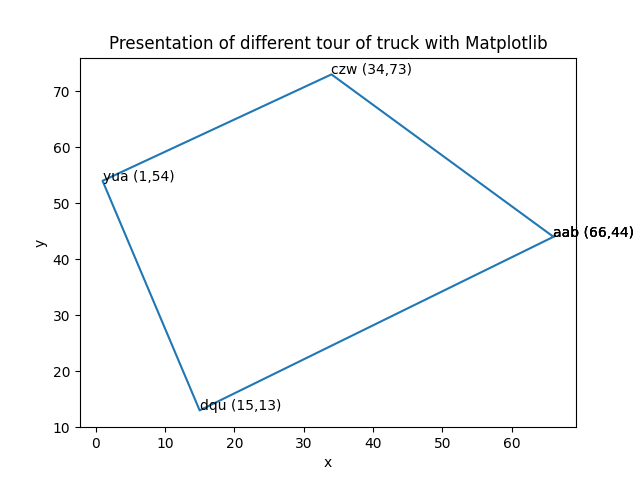 Presentation of different tour of truck with Matplotlib
czw (34,73)
yua (1,54)
aab (66,44)
dqu (15,13)
y
70
60
50
40
30
20
10
0
10
20
30
40
50
60
x